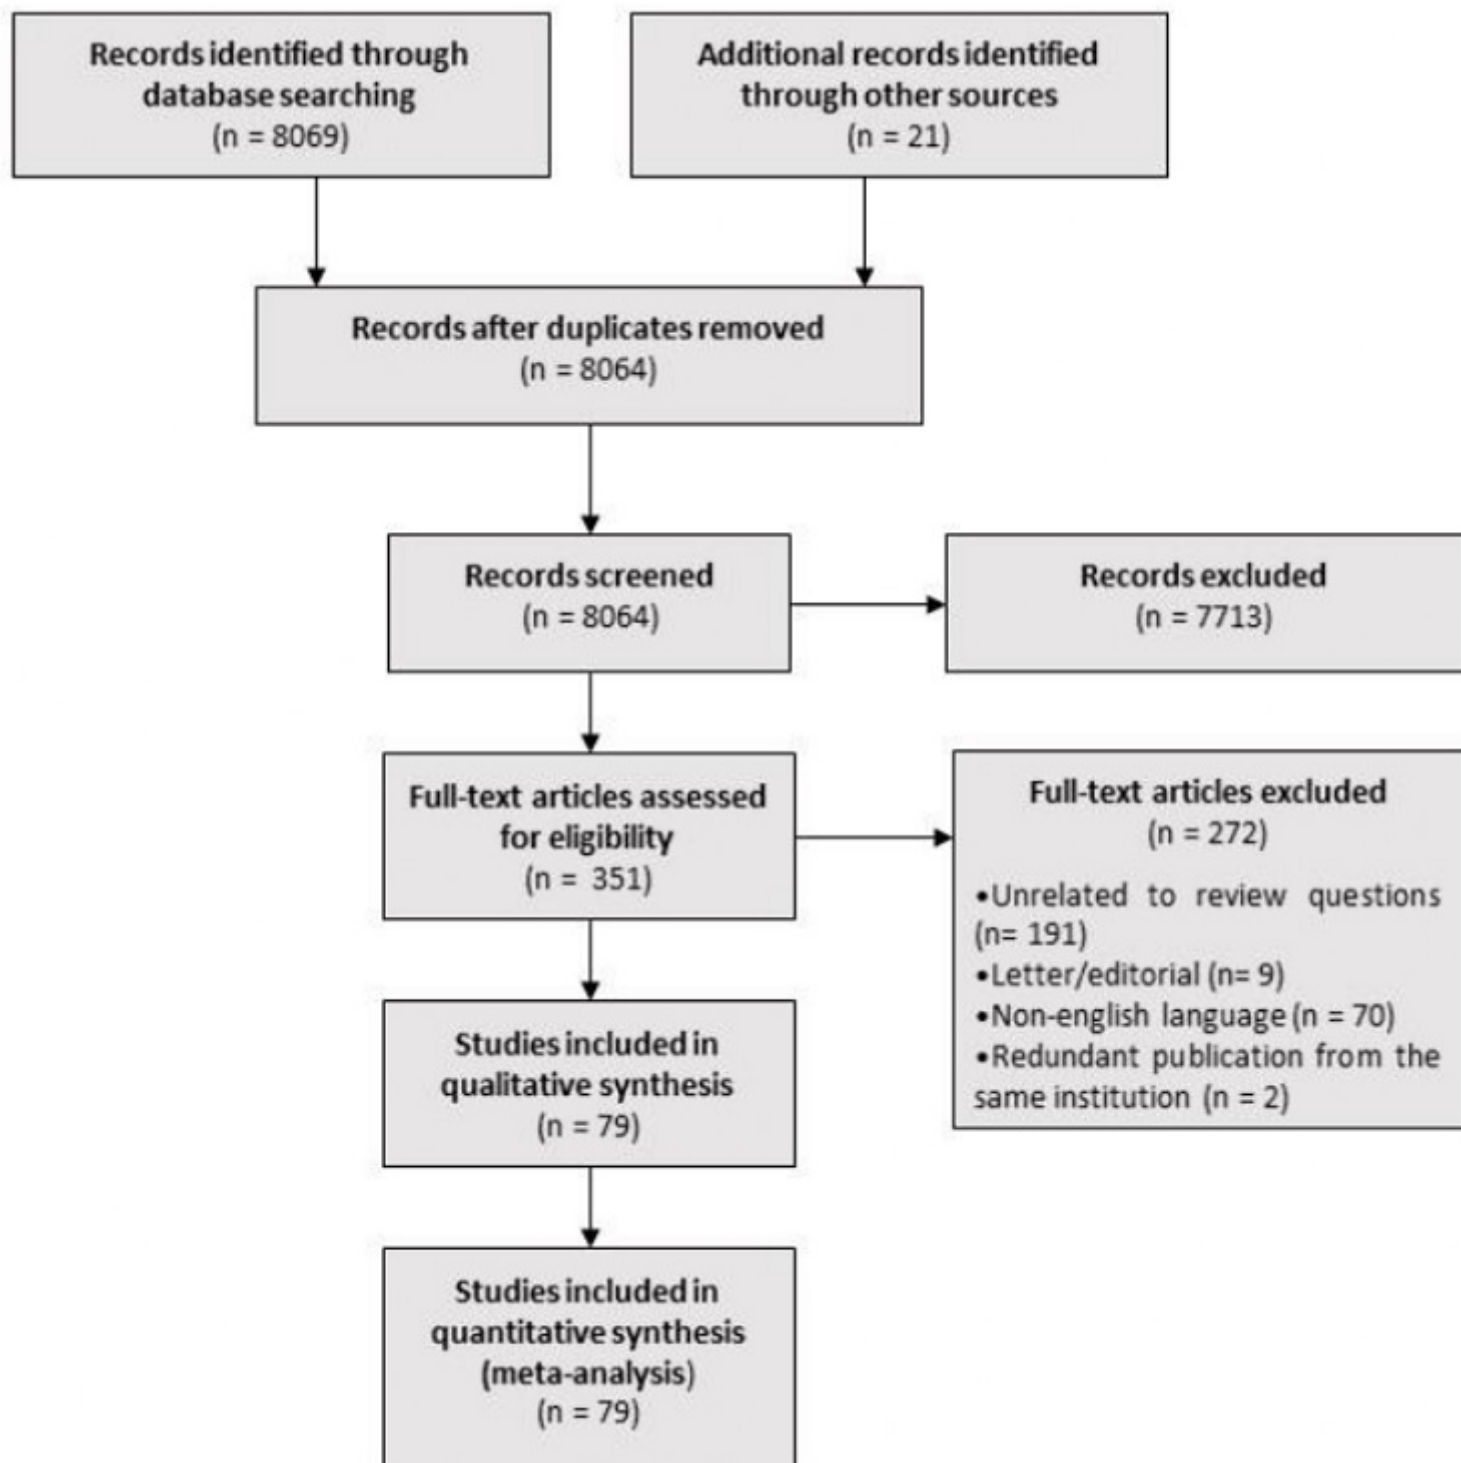 Records identified through
database searching
(n = 8069)
Additional records identified
through other sources
(n = 21)
Records after duplicates removed
(n = 8064)
Records screened
(n = 8064)
Records excluded
(n = 7713)
Full-text articles assessed
for eligibility
(n = 351)
Full-text articles excluded
(n = 272)
•Unrelated to review questions
(n= 191)
•Letter/editorial (n= 9)
•Non-english language (n = 70)
•Redundant publication from the
same institution (n = 2)
Studies included in
qualitative synthesis
(n = 79)
Studies included in
quantitative synthesis
(meta-analysis)
(n = 79)